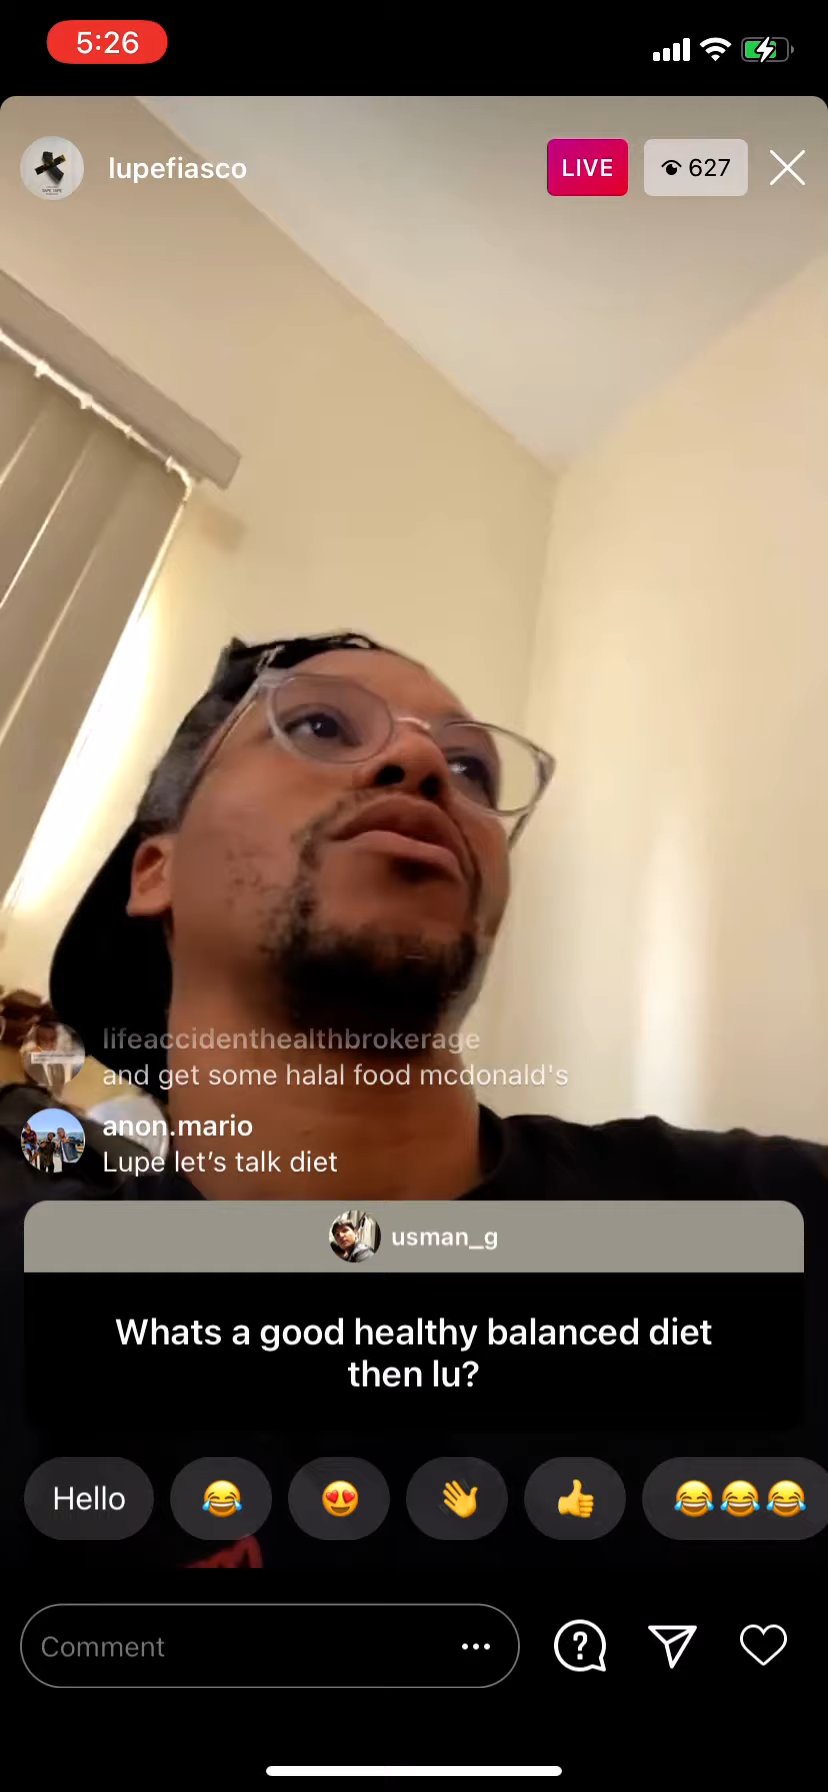 5:26
lupefiasco
LIVE
627
lifeaccidenthealthbrokerage
and get some halal food mcdonald's
anon.mario
Lupe let’s talk diet
usman_g
Whats a good healthy balanced diet
then lu?
Hello
Comment